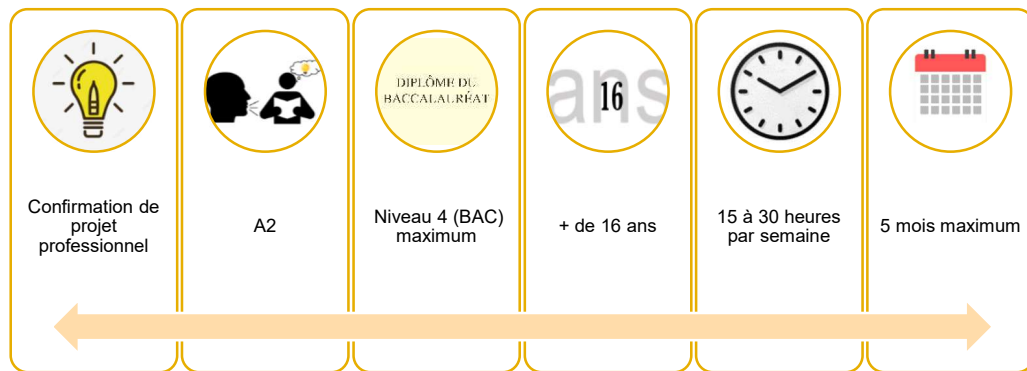 DIPLÔME DU
BACCALAURÉAT
ans
16
Confirmation de
projet
professionnel
A2
Niveau 4 (BAC)
maximum
+ de 16 ans
15 à 30 heures
par semaine
5 mois maximum